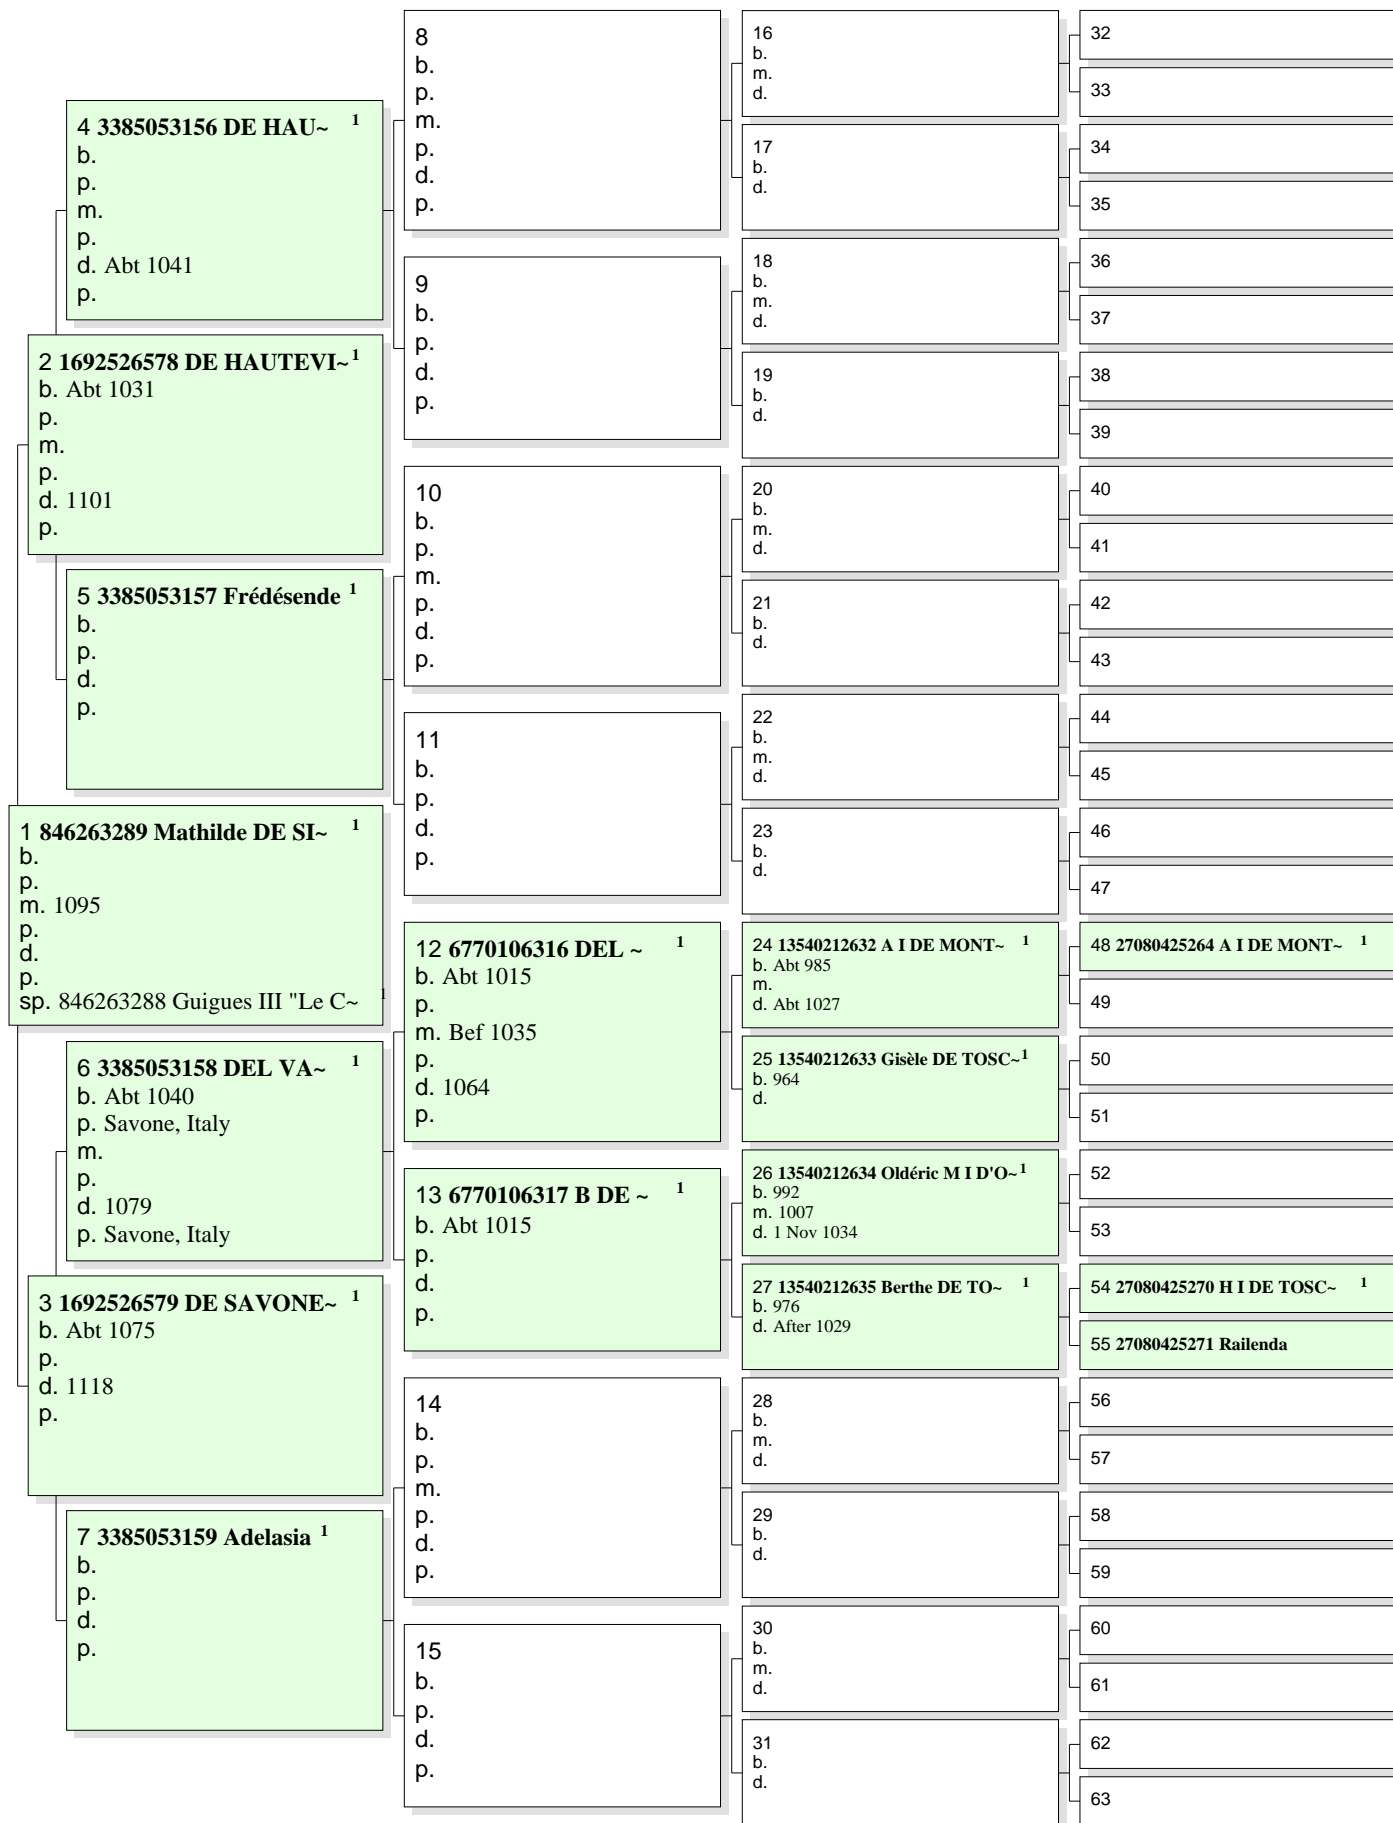 4 3385053156 DE HAU~ 1
b.
p.
m.
p.
d. Abt 1041
p.
2 1692526578 DE HAUTEVI~ 1
b. Abt 1031
p.
m.
p.
d. 1101
p.
5 3385053157 Frédésende 1
b.
p.
d.
p.
1 846263289 Mathilde DE SI~ 1
b.
p.
m. 1095
p.
d.
p.
sp. 846263288 Guigues III "Le C~ 1
6 3385053158 DEL VA~ 1
b. Abt 1040
p. Savone, Italy
m.
p.
d. 1079
p. Savone, Italy
3 1692526579 DE SAVONE~ 1
b. Abt 1075
p.
d. 1118
p.
7 3385053159 Adelasia 1
b.
p.
d.
p.
8
b.
p.
m.
p.
d.
p.
9
b.
p.
d.
p.
10
b.
p.
m.
p.
d.
p.
11
b.
p.
d.
p.
12 6770106316 DEL ~ 1
b. Abt 1015
p.
m. Bef 1035
p.
d. 1064
p.
13 6770106317 B DE ~ 1
b. Abt 1015
p.
d.
p.
14
b.
p.
m.
p.
d.
p.
15
b.
p.
d.
p.
16
b.
m.
d.
17
b.
d.
18
b.
m.
d.
19
b.
d.
20
b.
m.
d.
21
b.
d.
22
b.
m.
d.
23
b.
d.
24 13540212632 A I DE MONT~ 1
b. Abt 985
m.
d. Abt 1027
25 13540212633 Gisèle DE TOSC~ 1
b. 964
d.
26 13540212634 Oldéric M I D'O~ 1
b. 992
m. 1007
d. 1 Nov 1034
27 13540212635 Berthe DE TO~ 1
b. 976
d. After 1029
28
b.
m.
d.
29
b.
d.
30
b.
m.
d.
31
b.
d.
32
33
34
35
36
37
38
39
40
41
42
43
44
45
46
47
48 27080425264 A I DE MONT~ 1
49
50
51
52
53
54 27080425270 H I DE TOSC~ 1
55 27080425271 Railenda
56
57
58
59
60
61
62
63